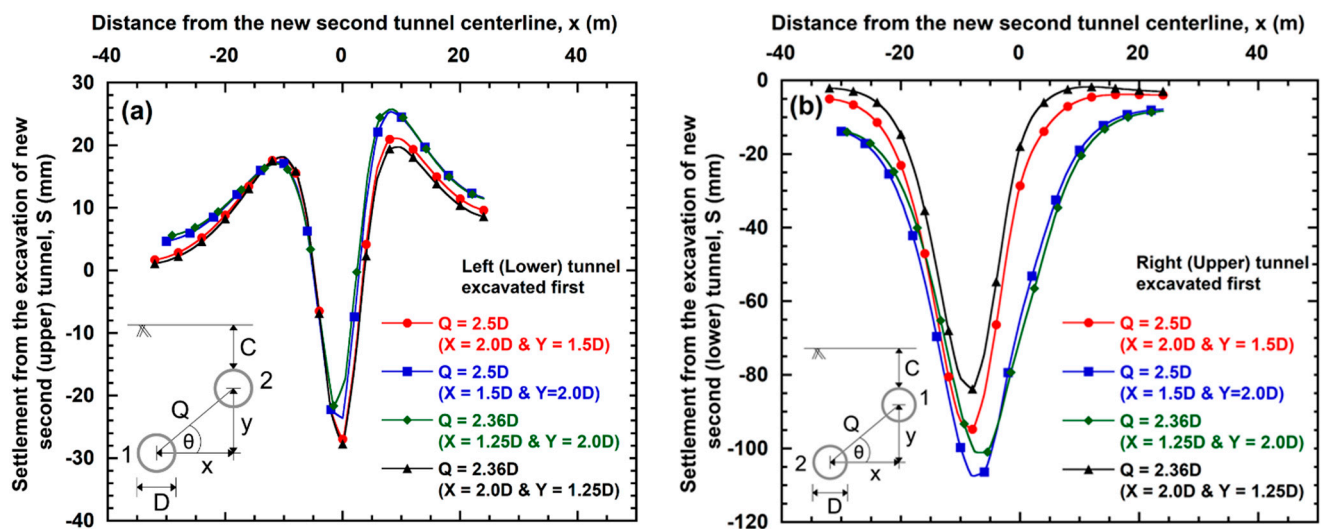 Distance from the new second tunnel centerline, x (m)
-40 -20 0 20 40
30
20
10
0
-10
-20
-30
-40
Settlement from the excavation of new
second (upper) tunnel, S (mm)
(a)
Left (Lower) tunnel
excavated first
Q = 2.5D
(X = 2.0D & Y = 1.5D)
Q = 2.5D
(X = 1.5D & Y=2.0D)
Q = 2.36D
(X = 1.25D & Y = 2.0D)
Q = 2.36D
(X = 2.0D & Y = 1.25D)
C
2
Q
y
θ
1
x
D
Distance from the new second tunnel centerline, x (m)
-40 -20 0 20 40
0
-20
-40
-60
-80
-100
-120
Settlement from the excavation of new
second (lower) tunnel, S (mm)
(b)
Right (Upper) tunnel
excavated first
Q = 2.5D
(X = 2.0D & Y = 1.5D)
Q = 2.5D
(X = 1.5D & Y=2.0D)
Q = 2.36D
(X = 1.25D & Y = 2.0D)
Q = 2.36D
(X = 2.0D & Y = 1.25D)
C
1
Q
y
θ
2
x
D